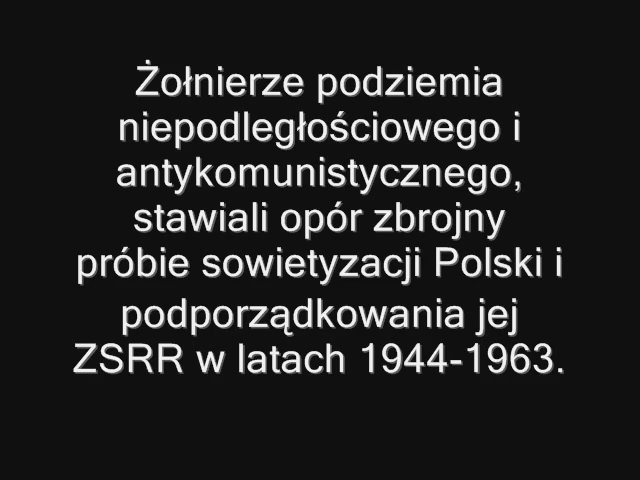 Żołnierze podziemia
niepodległościowego i
antykomunistycznego,
stawiali opór zbrojny
próbie sowietyzacji Polski i
podporządkowania jej
ZSRR w latach 1944-1963.